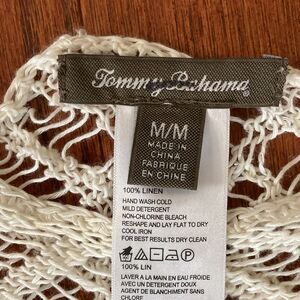 Tommy Bahama
M/M
MADE IN
CHINA
FABRIQUE
EN CHINE
100% LINEN
HAND WASH COLD
MILD DETERGENT
NON-CHLORINE BLEACH
RESHAPE AND LAY FLAT TO DRY
COOL IRON
FOR BEST RESULTS DRY CLEAN
100% LIN
LAVER A LA MAIN EN EAU FROIDE
AVEC UN DETERGENT DOUX
AGENT DE BLANCHIMENT SANS
CHLORE